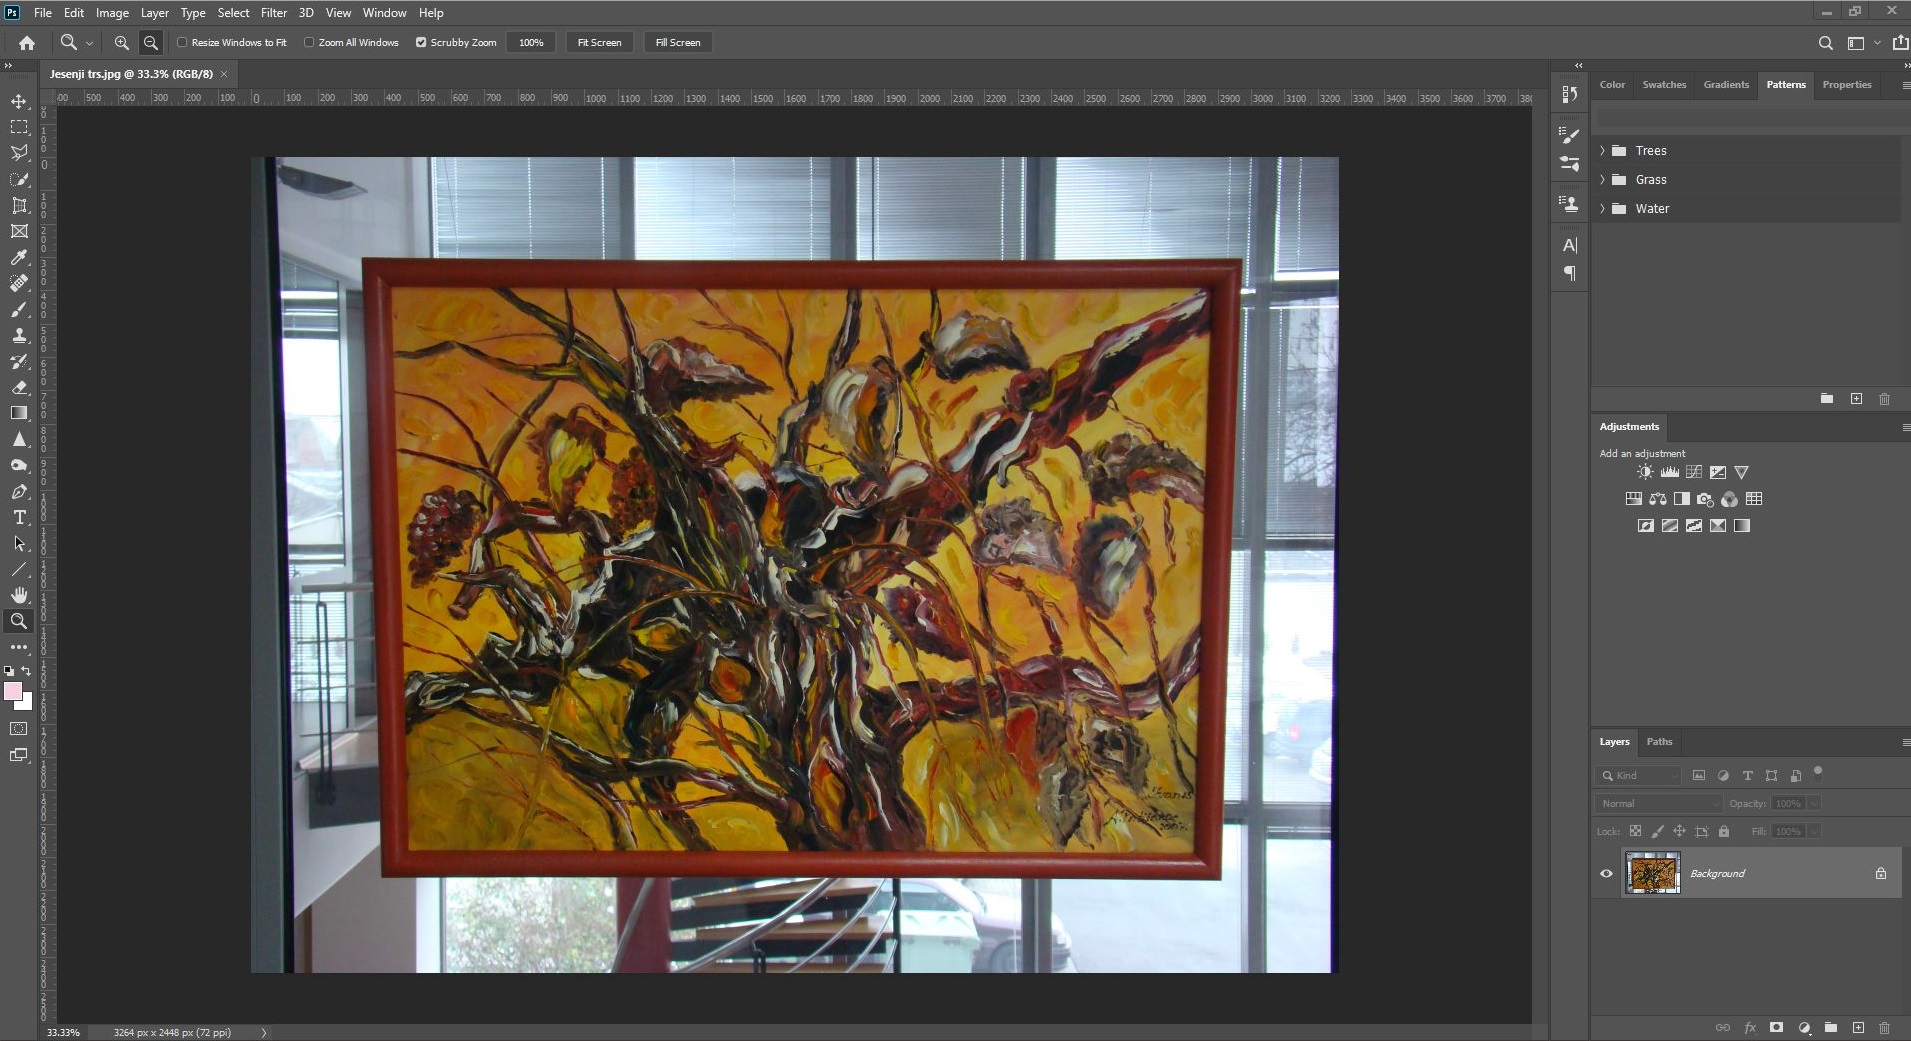 Ps File Edit Image Layer Type Select Filter 3D View Window Help
Resize Windows to Fit Zoom All Windows Scrubby Zoom 100% Fit Screen Fill Screen
Jesenji trs.jpg @ 33.3% (RGB/8) ×
500 400 300 200 100 0 100 200 300 400 500 600 700 800 900 1000 1100 1200 1300 1400 1500 1600 1700 1800 1900 2000 2100 2200 2300 2400 2500 2600 2700 2800 2900 3000 3100 3200 3300 3400 3500 3600 3700
Color Swatches Gradients Patterns Properties
Trees
Grass
Water
Adjustments
Add an adjustment
Layers Paths
Kind
Normal Opacity: 100%
Lock: Fill: 100%
Background
33.33% 3264 px x 2448 px (72 ppi)